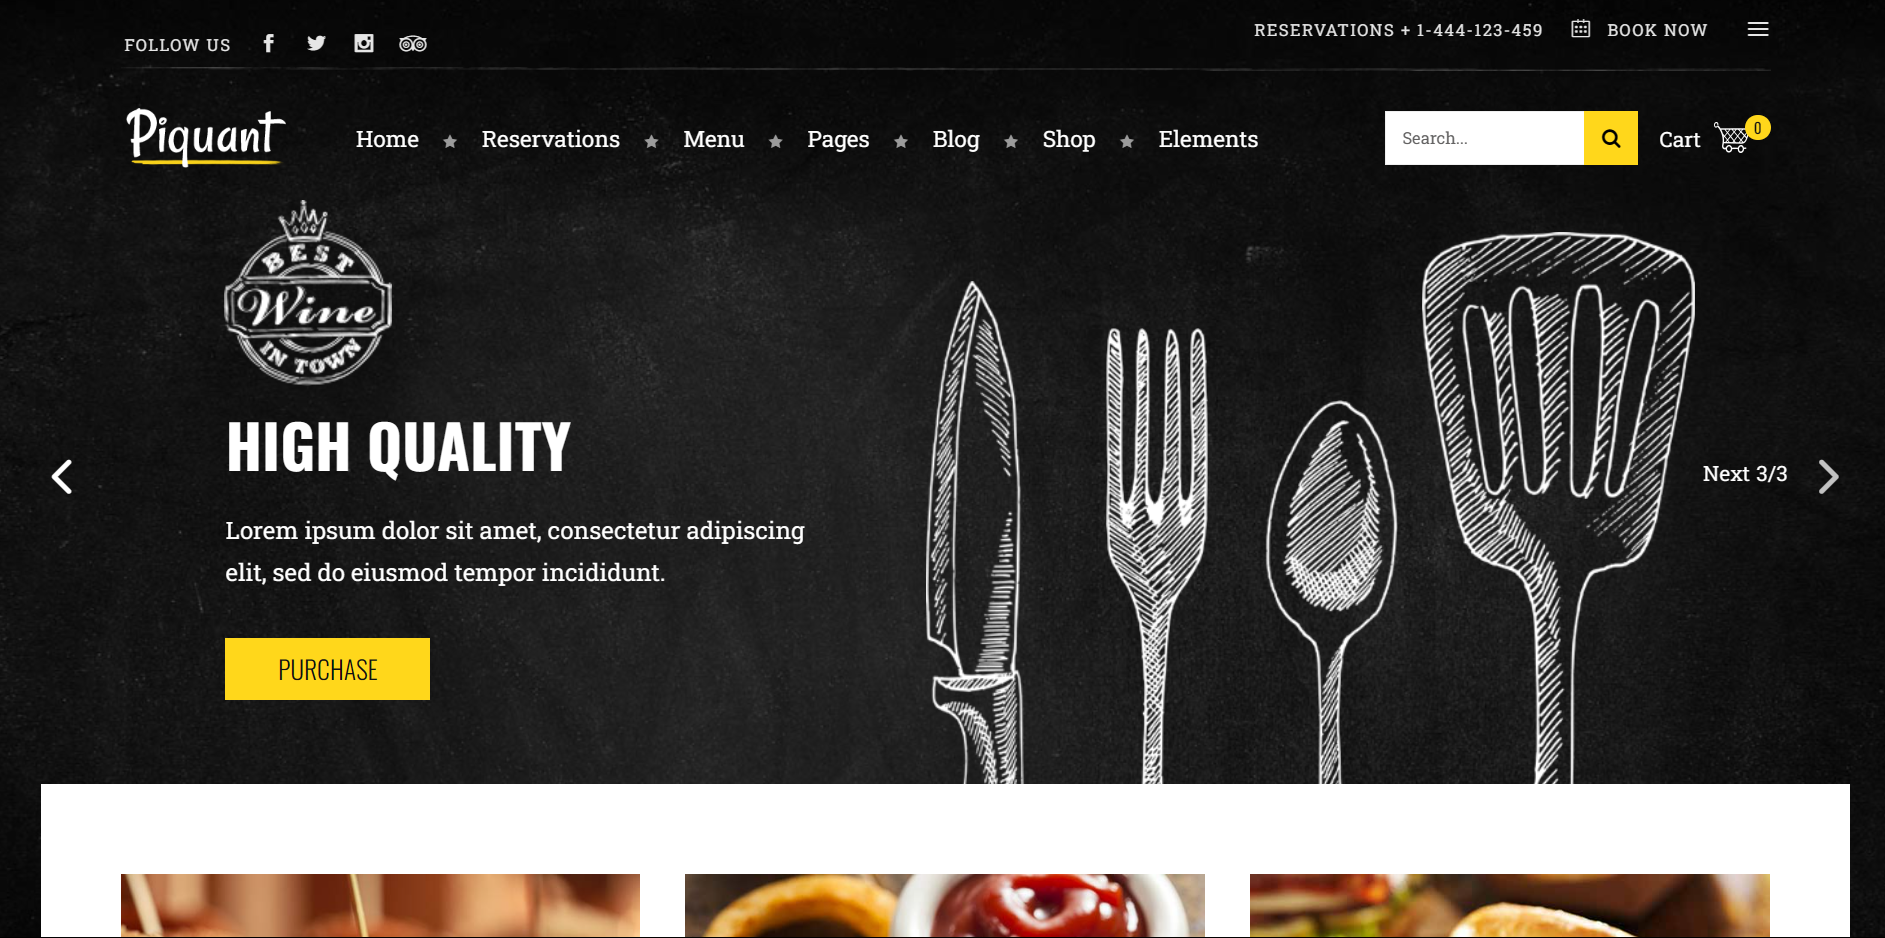 FOLLOW US
RESERVATIONS + 1-444-123-459
BOOK NOW
Piquant
Home
Reservations
Menu
Pages
Blog
Shop
Elements
Search...
Cart
0
BEST
Wine
IN TOWN
HIGH QUALITY
Lorem ipsum dolor sit amet, consectetur adipiscing
elit, sed do eiusmod tempor incididunt.
PURCHASE
Next 3/3